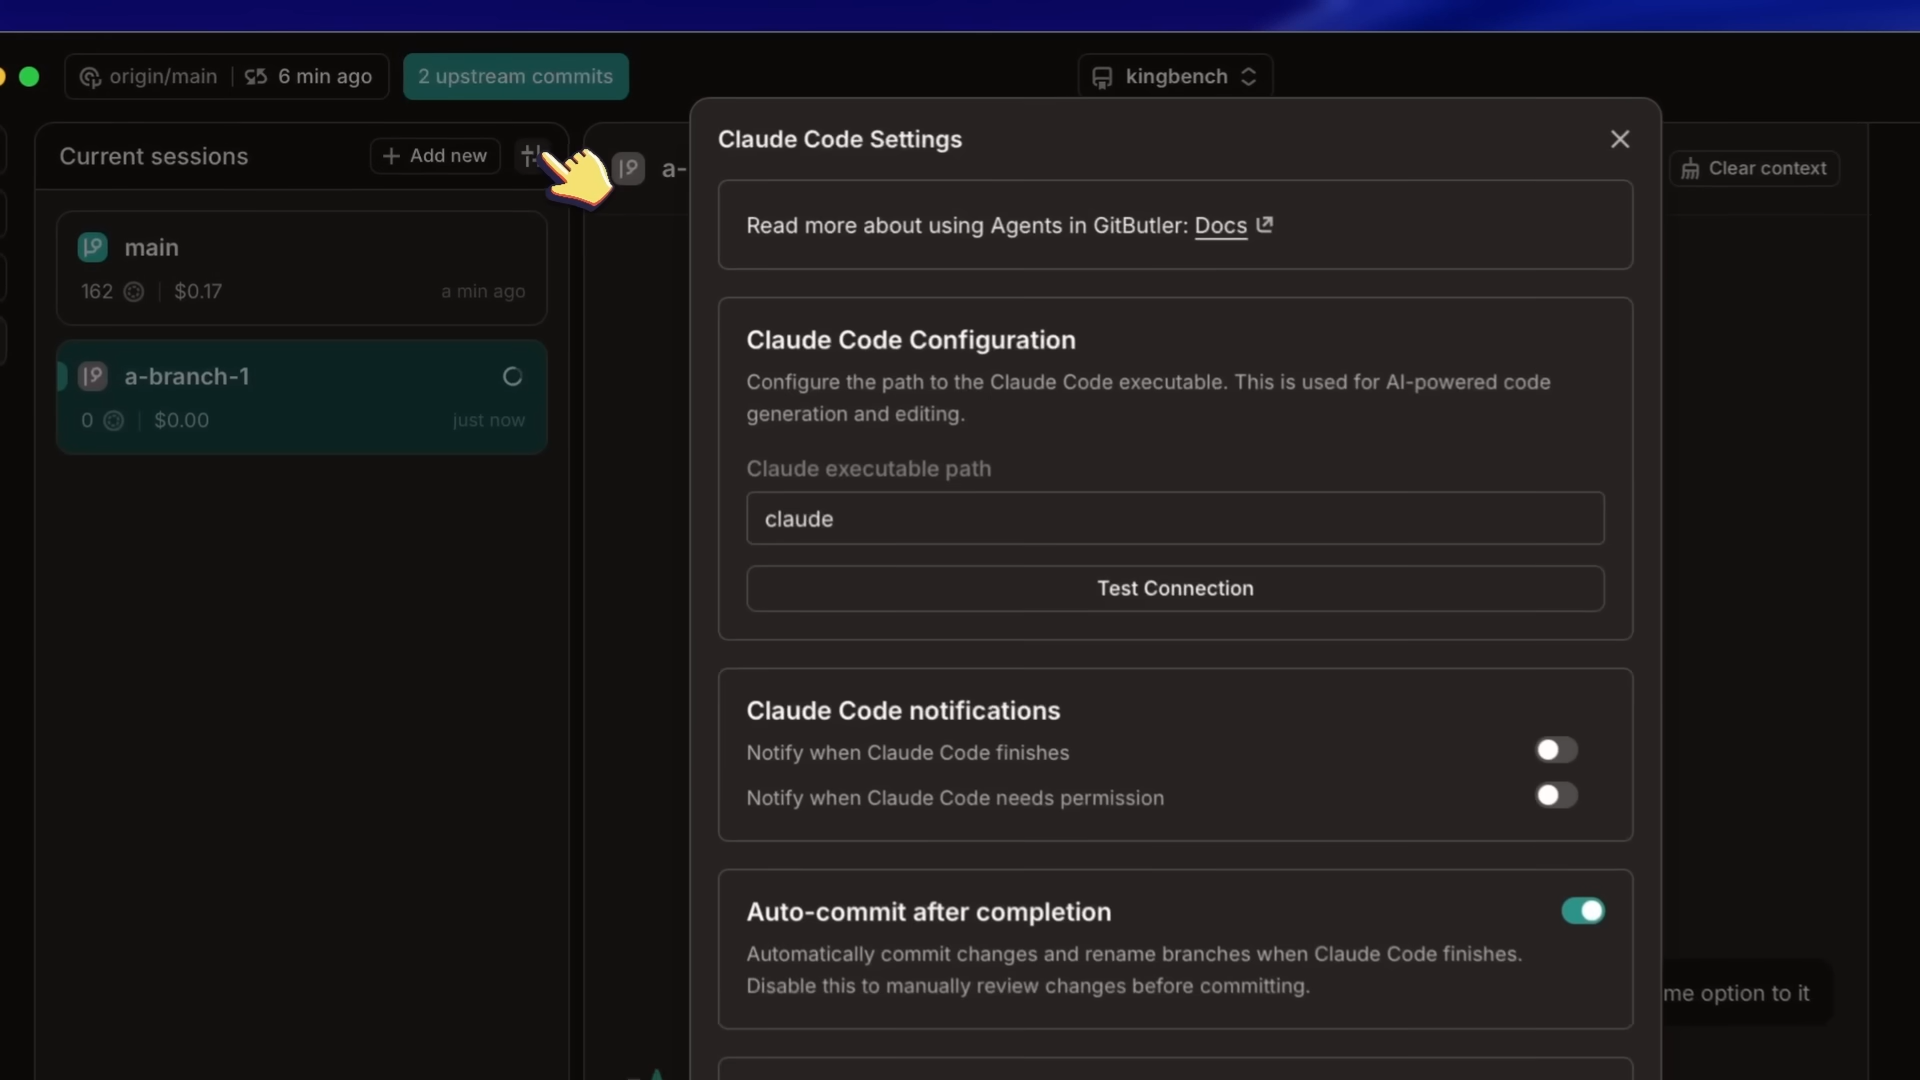 origin/main
6 min ago
2 upstream commits
kingbench
Current sessions
Add new
a-
Claude Code Settings
Clear context
Read more about using Agents in GitButler: Docs
main
162
$0.17
a min ago
Claude Code Configuration
Configure the path to the Claude Code executable. This is used for AI-powered code
generation and editing.
a-branch-1
0
$0.00
just now
Claude executable path
claude
Test Connection
Claude Code notifications
Notify when Claude Code finishes
Notify when Claude Code needs permission
Auto-commit after completion
Automatically commit changes and rename branches when Claude Code finishes.
Disable this to manually review changes before committing.
me option to it